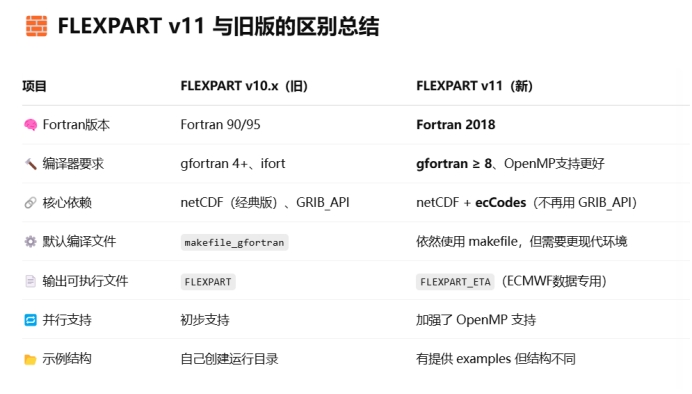 🧱 FLEXPART v11 与旧版的区别总结
项目 FLEXPART v10.x（旧） FLEXPART v11（新）
🧠 Fortran版本 Fortran 90/95 Fortran 2018
🔨 编译器要求 gfortran 4+、ifort gfortran ≥ 8、OpenMP支持更好
🔗 核心依赖 netCDF（经典版）、GRIB_API netCDF + ecCodes（不再用 GRIB_API）
⚙️ 默认编译文件 makefile_gfortran 依然使用 makefile，但需要更现代环境
📄 输出可执行文件 FLEXPART FLEXPART_ETA（ECMWF数据专用）
🔁 并行支持 初步支持 加强了 OpenMP 支持
📂 示例结构 自己创建运行目录 有提供 examples 但结构不同